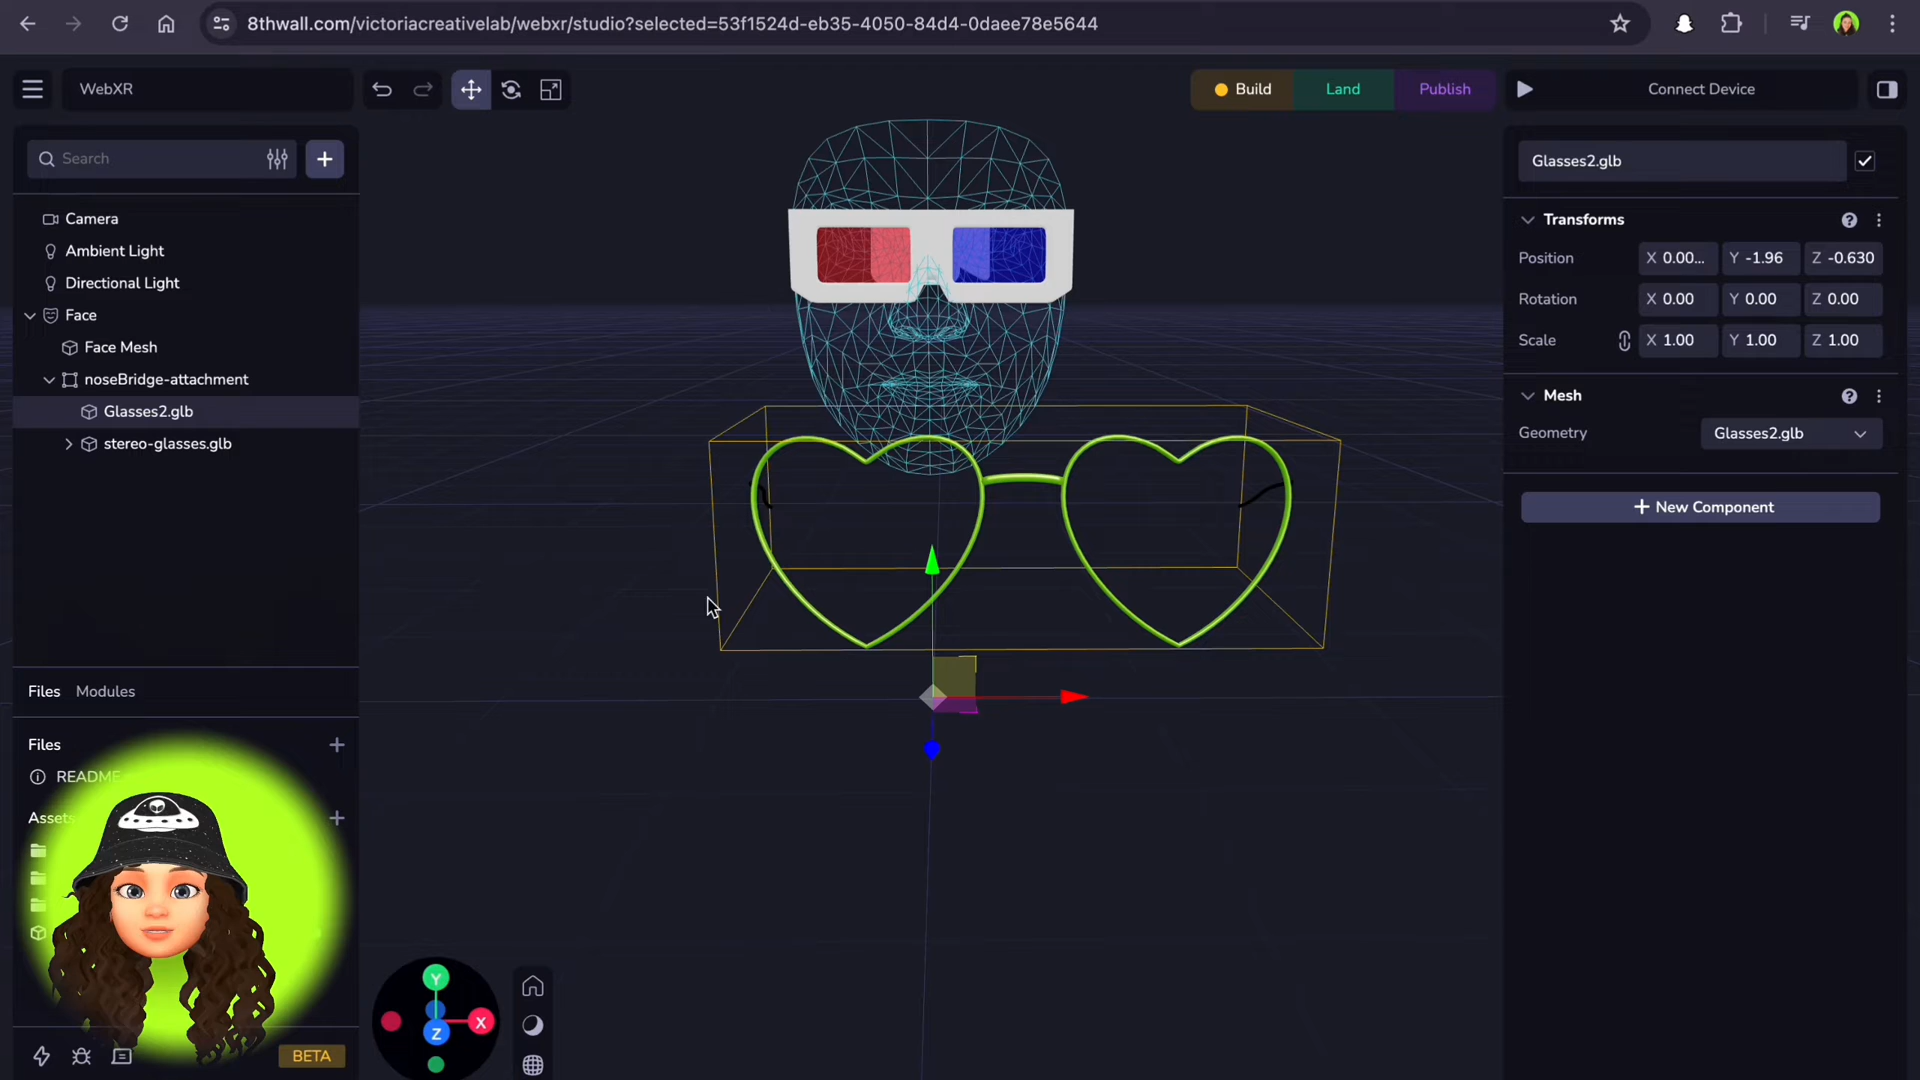 8thwall.com/victoriacreativelab/webxr/studio?selected=53f1524d-eb35-4050-84d4-0daee78e5644
WebXR
Build
Land
Publish
Connect Device
Search
Camera
Ambient Light
Directional Light
Face
Face Mesh
noseBridge-attachment
Glasses2.glb
stereo-glasses.glb
Files Modules
Files
README
Assets
BETA
Y
X
Z
Glasses2.glb
Transforms
Position X 0.00... Y -1.96 Z -0.630
Rotation X 0.00 Y 0.00 Z 0.00
Scale X 1.00 Y 1.00 Z 1.00
Mesh
Geometry Glasses2.glb
+ New Component